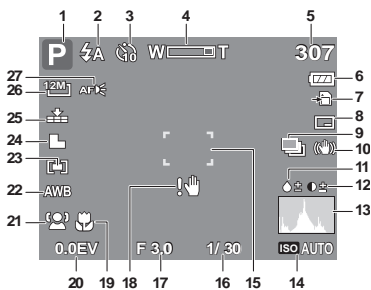 1 2 3 4 5
P A 10 W T 307
27 6
12M AF
26 7
25 8
9
24 10
23 11
22 AWB 12
21 13
0.0EV F 3.0 1/ 30 ISO AUTO
20 19 18 17 16 15 14